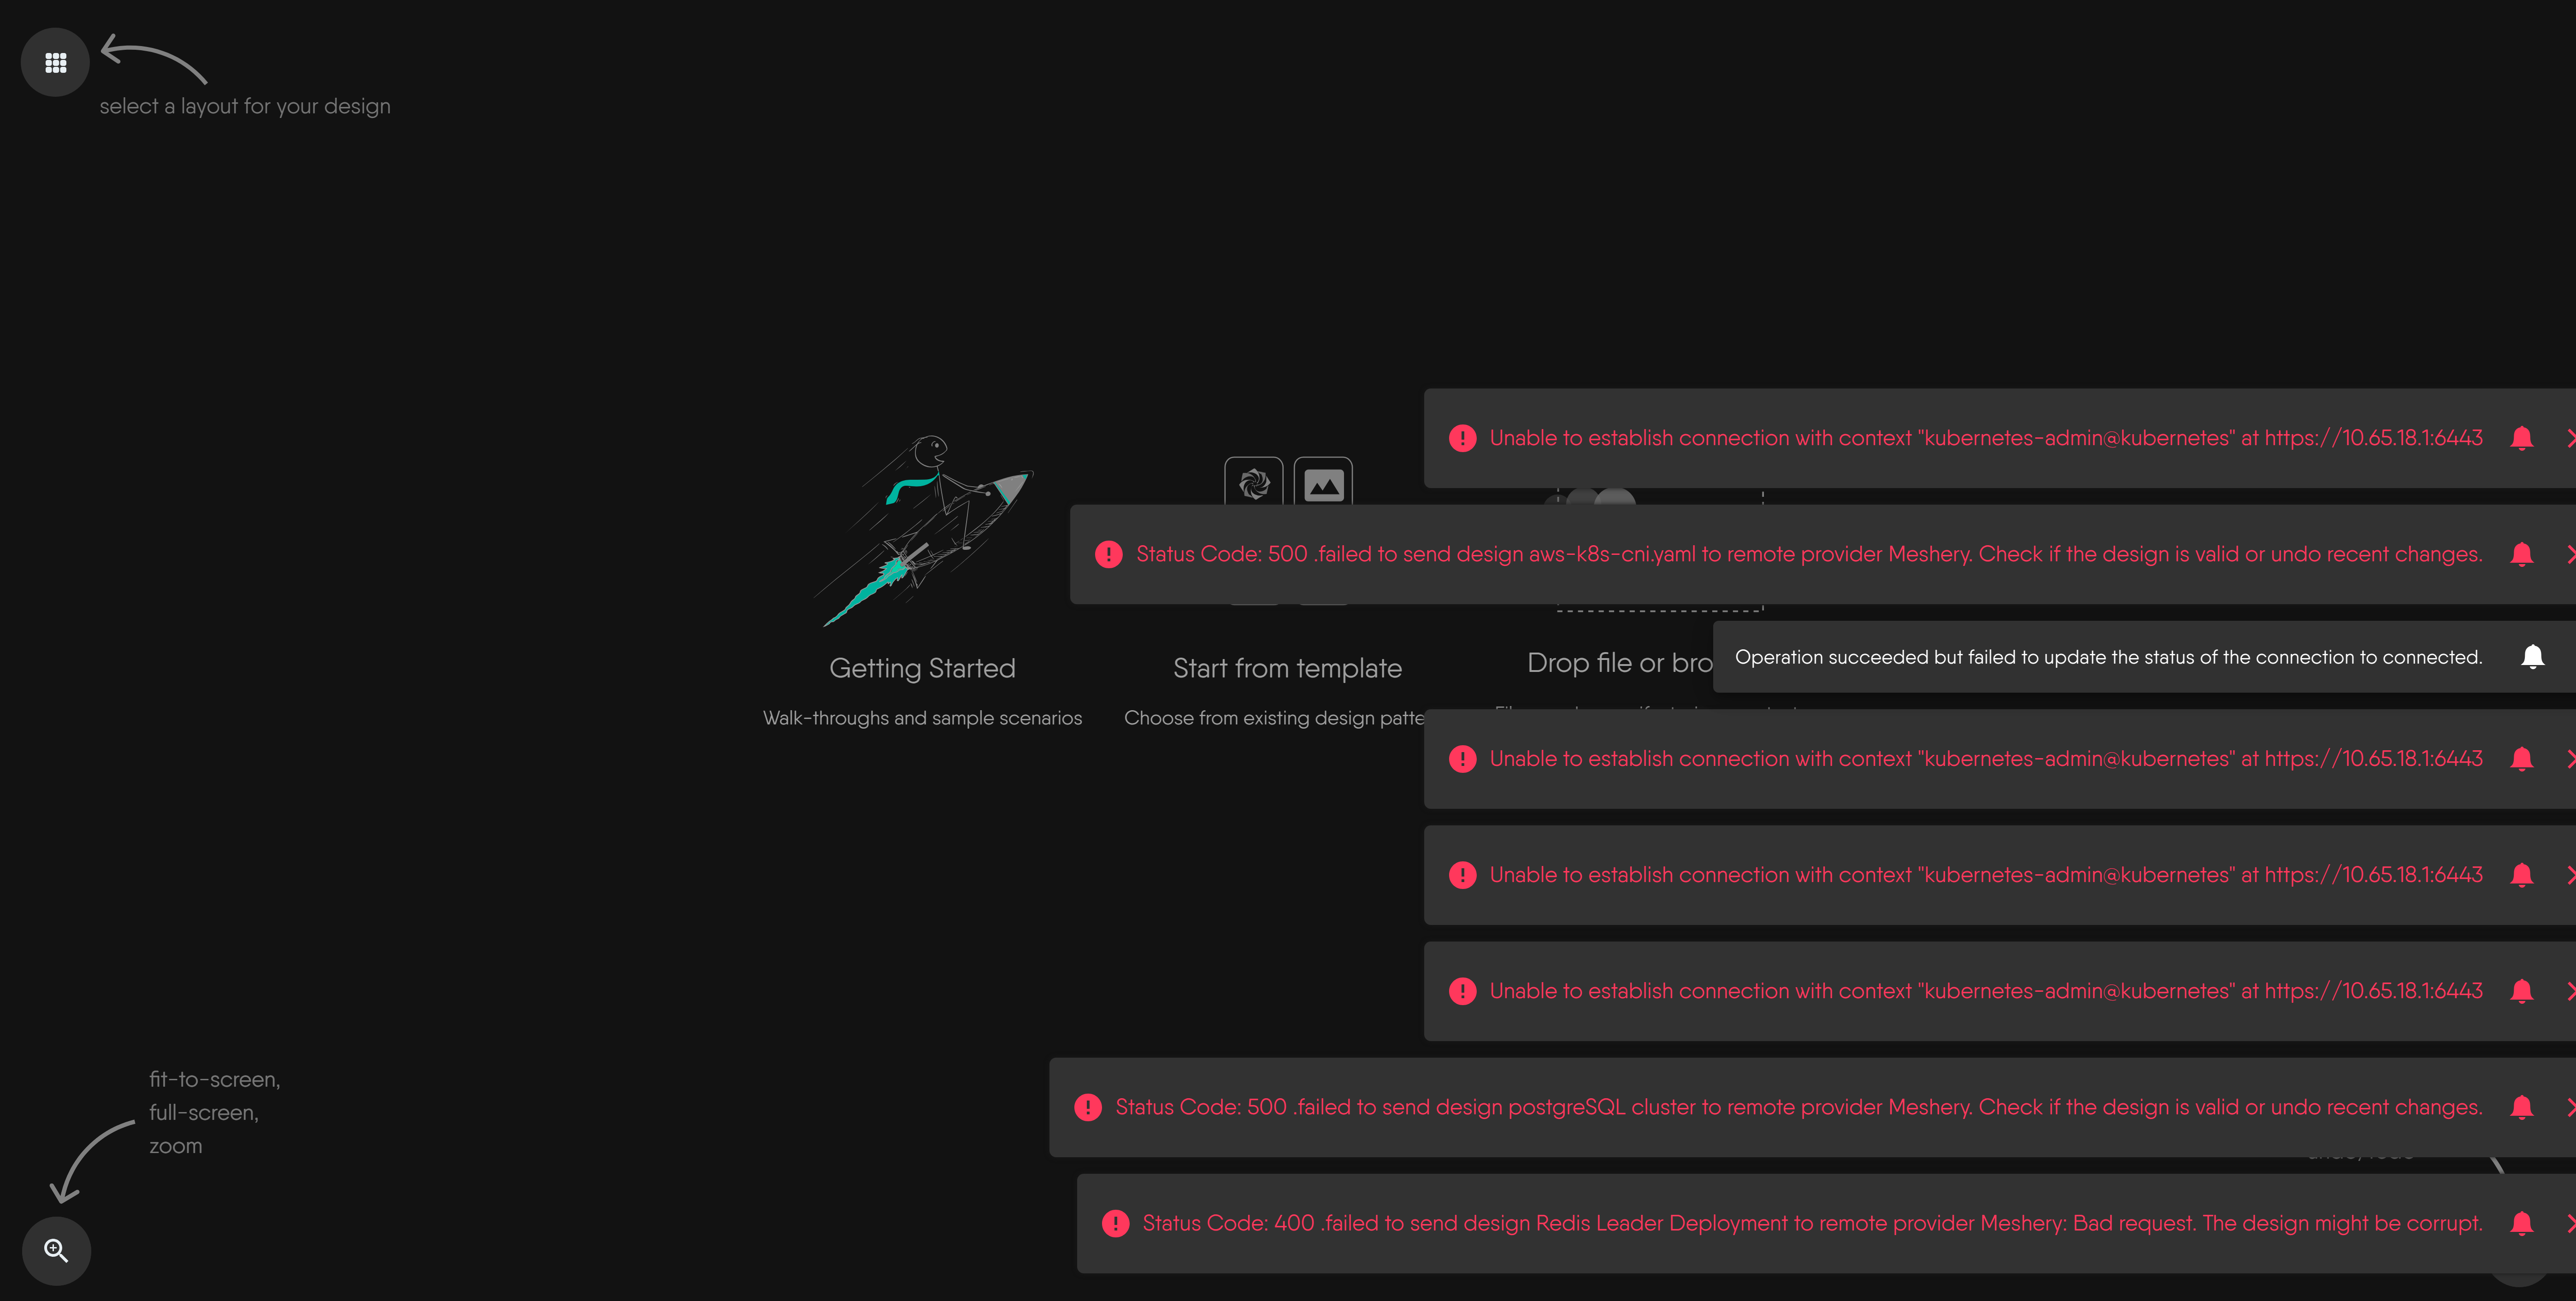 select a layout for your design
Unable to establish connection with context "kubernetes-admin@kubernetes" at https://10.65.18.1:6443
Status Code: 500 .failed to send design aws-k8s-cni.yaml to remote provider Meshery. Check if the design is valid or undo recent changes.
Getting Started
Start from template
Drop file or bro
Operation succeeded but failed to update the status of the connection to connected.
Walk-throughs and sample scenarios
Choose from existing design patte
Unable to establish connection with context "kubernetes-admin@kubernetes" at https://10.65.18.1:6443
Unable to establish connection with context "kubernetes-admin@kubernetes" at https://10.65.18.1:6443
Unable to establish connection with context "kubernetes-admin@kubernetes" at https://10.65.18.1:6443
fit-to-screen,
full-screen,
zoom
Status Code: 500 .failed to send design postgreSQL cluster to remote provider Meshery. Check if the design is valid or undo recent changes.
Status Code: 400 .failed to send design Redis Leader Deployment to remote provider Meshery: Bad request. The design might be corrupt.